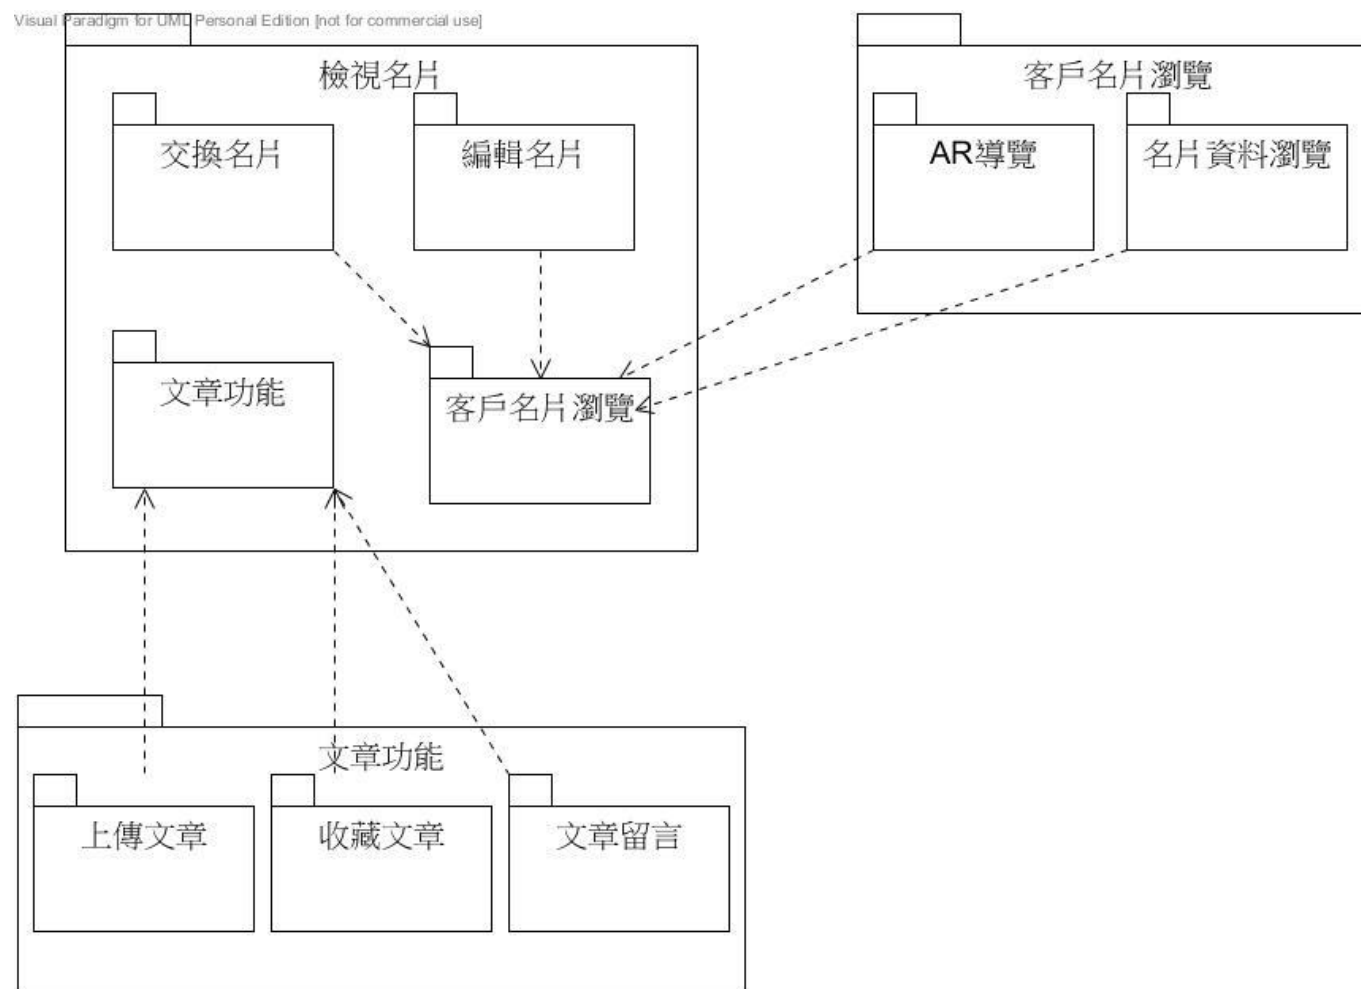 Visual Paradigm for UML Personal Edition [not for commercial use]
檢視名片
交換名片
編輯名片
文章功能
客戶名片瀏覽
客戶名片瀏覽
AR導覽
名片資料瀏覽
文章功能
上傳文章
收藏文章
文章留言